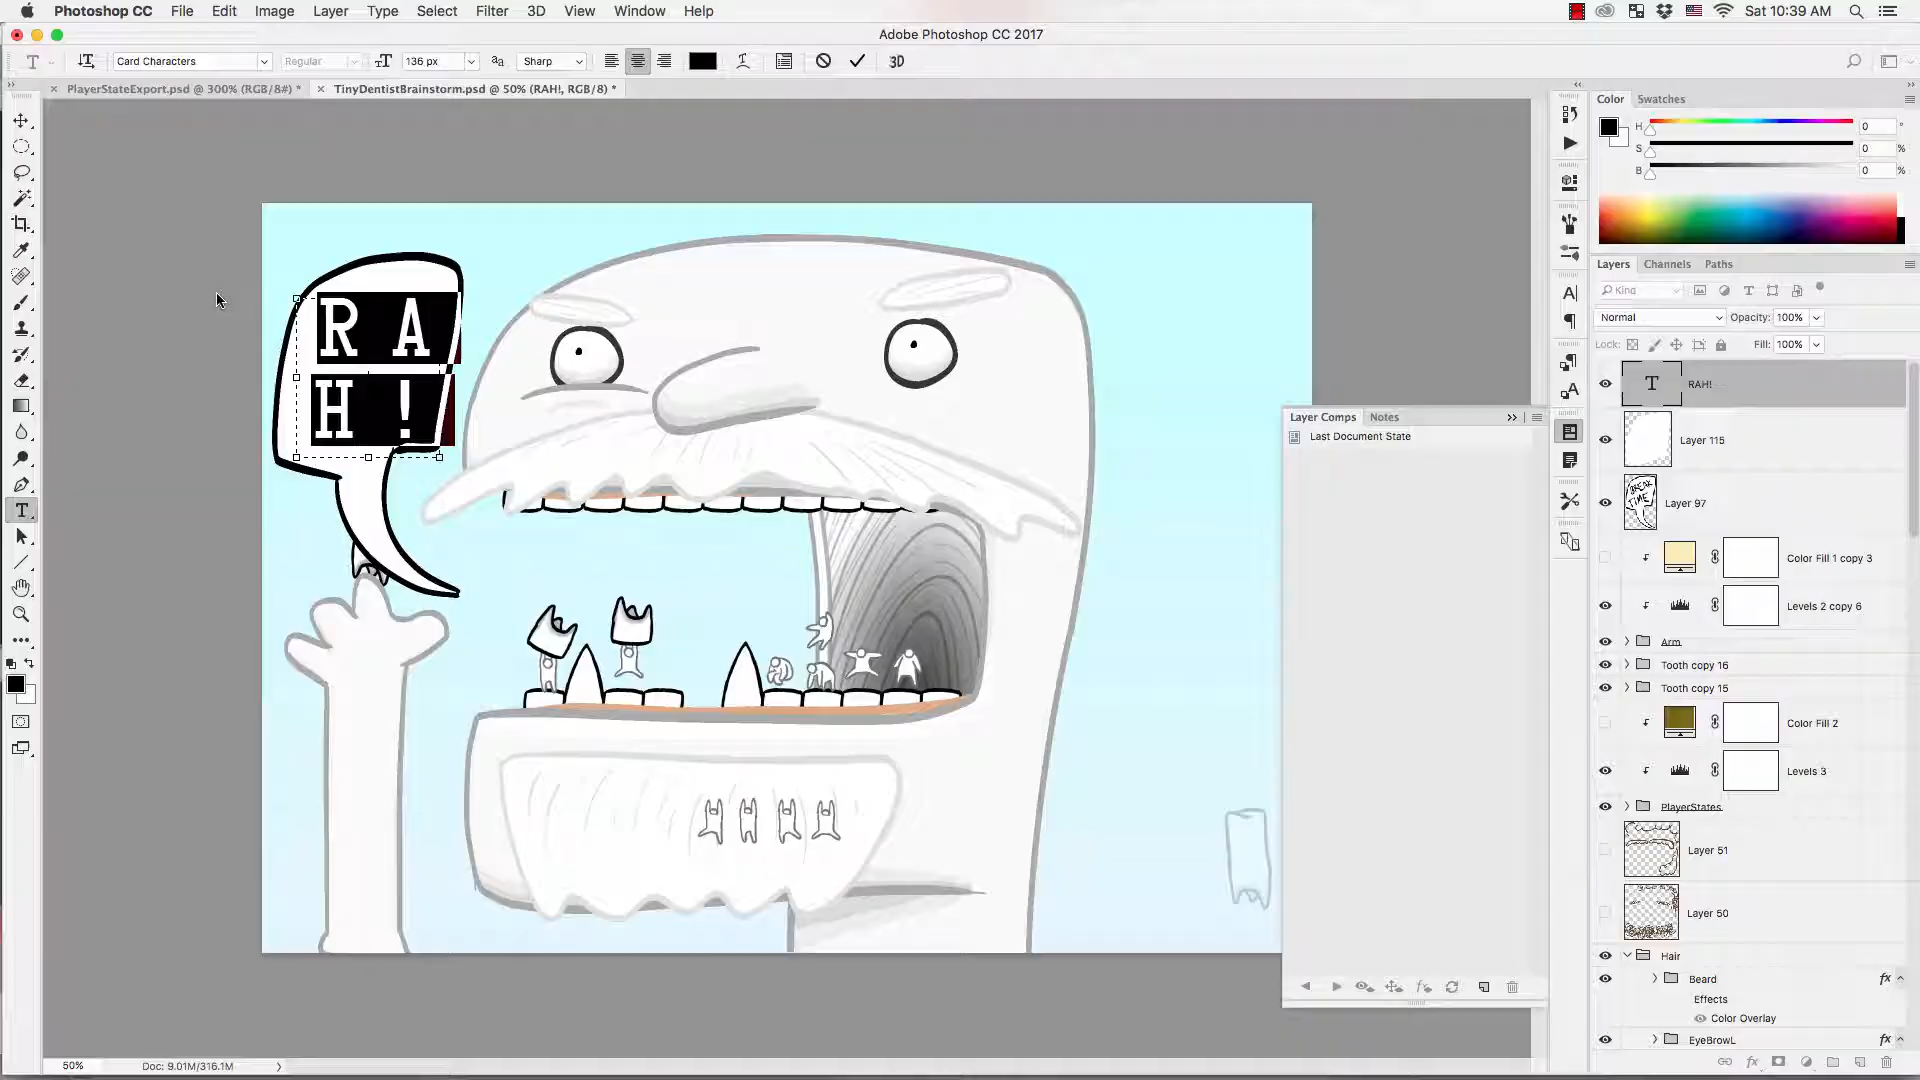 Photoshop CC File Edit Image Layer Type Select Filter 3D View Window Help Sat 10:39 AM
Adobe Photoshop CC 2017
Card Characters Regular 136 px Sharp 3D
PlayerStateExport.psd @ 300% (RGB/8#) * TinyDentistBrainstorm.psd @ 50% (RAH!, RGB/8) *
R A
H !
Layer Comps Notes
Last Document State
Color Swatches
H 0 °
S 0 %
B 0 %
Layers Channels Paths
Kind
Normal Opacity: 100%
Lock: Fill: 100%
T RAH!
Layer 115
BREAK
TIME
Layer 97
Color Fill 1 copy 3
Levels 2 copy 6
Arm
Tooth copy 16
Tooth copy 15
Color Fill 2
Levels 3
PlayerStates
Layer 51
Layer 50
Hair
Beard fx
Effects
Color Overlay
EyeBrowL fx
50% Doc: 9.01M/316.1M